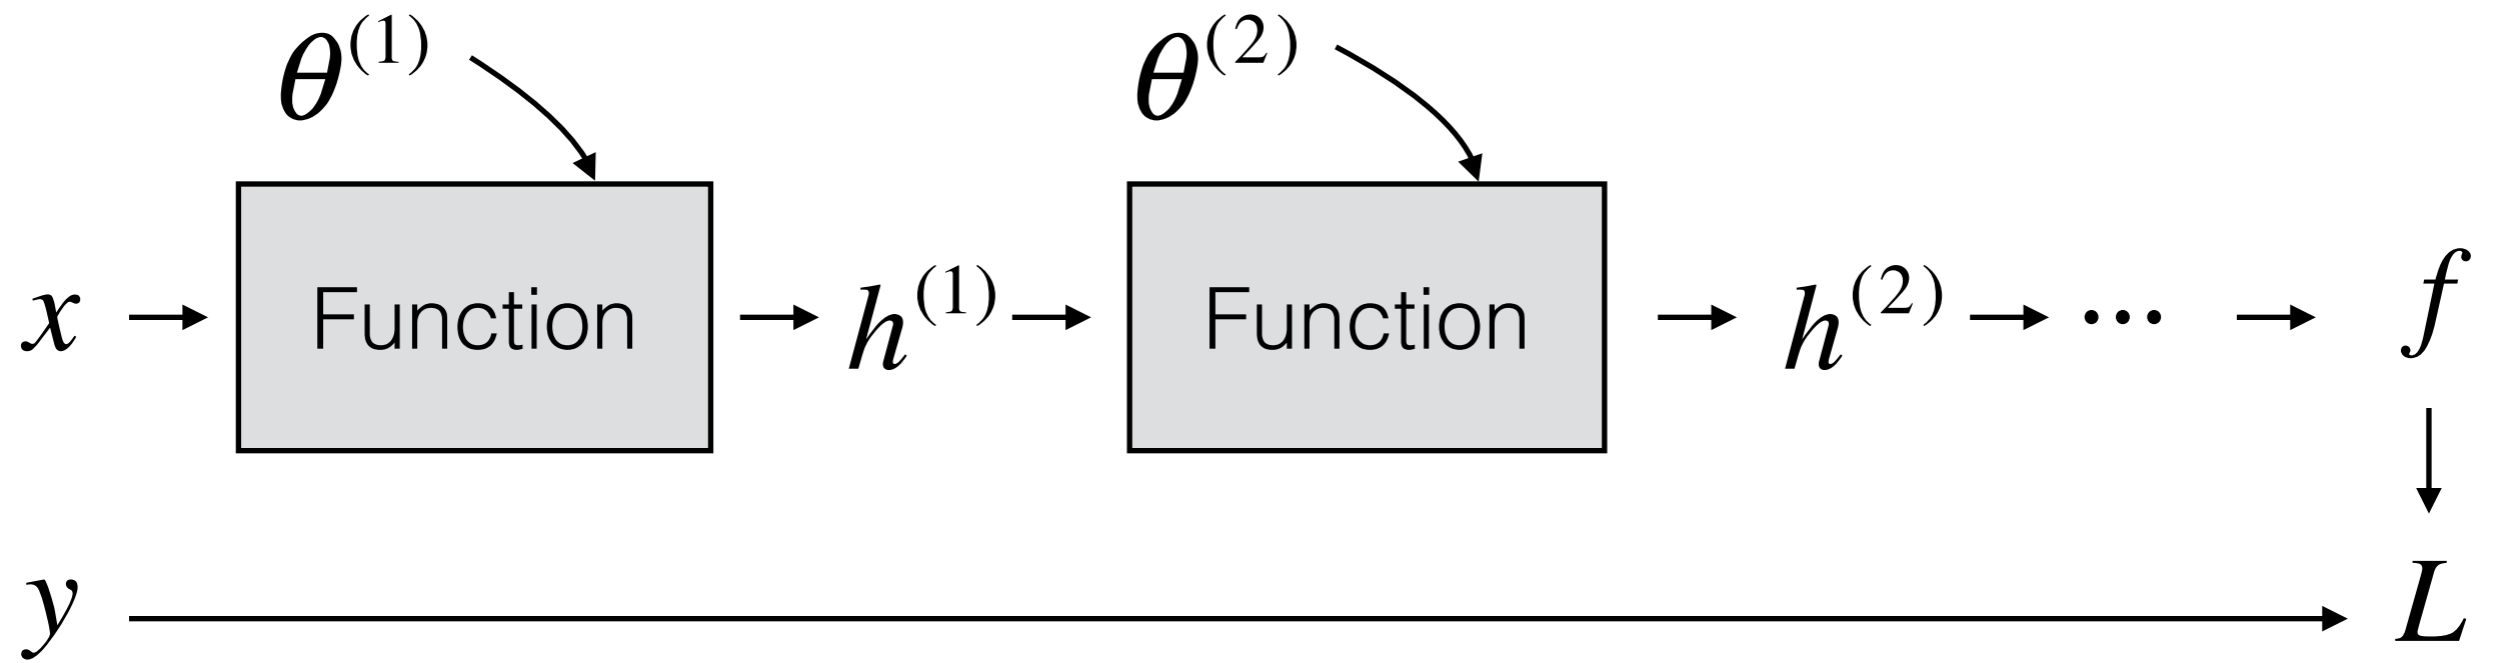 θ(1) θ(2)
x Function h(1) Function h(2) ... f
y L